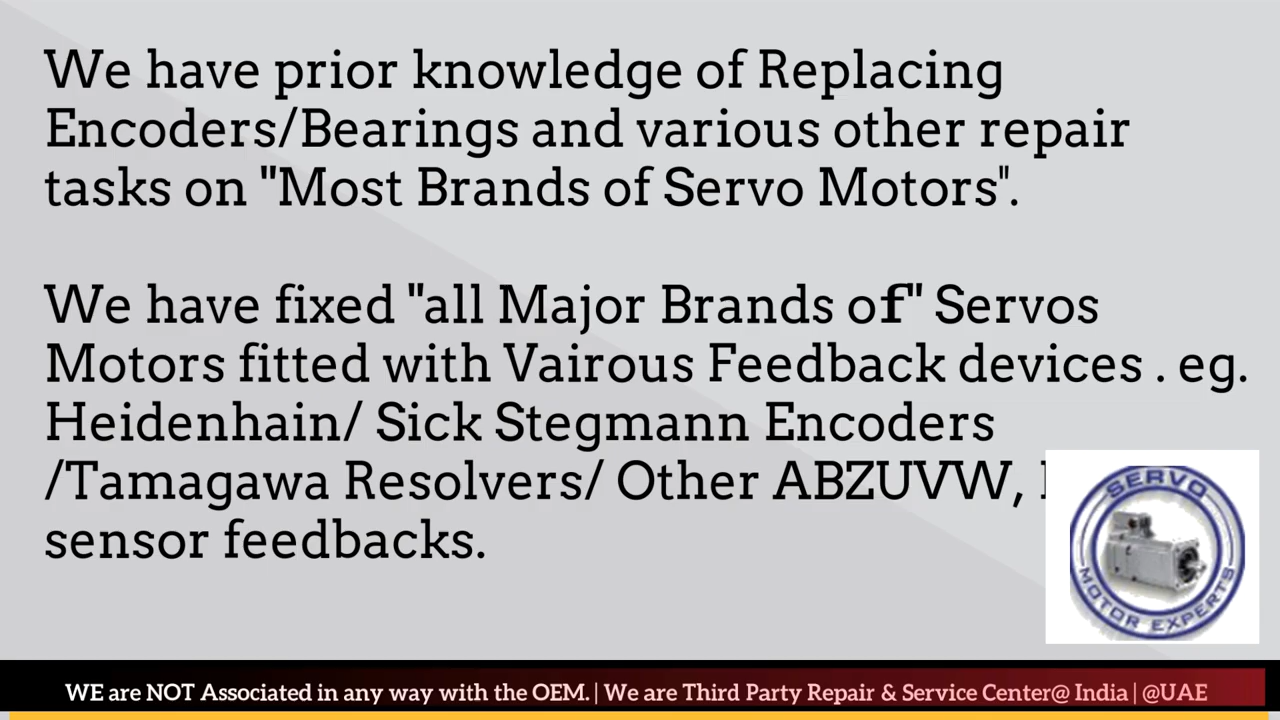 We have prior knowledge of Replacing
Encoders/Bearings and various other repair
tasks on "Most Brands of Servo Motors".
We have fixed "all Major Brands of" Servos
Motors fitted with Vairous Feedback devices . eg.
Heidenhain/ Sick Stegmann Encoders
/Tamagawa Resolvers/ Other ABZUVW,
sensor feedbacks.
SERVO
MOTOR EXPERTS
WE are NOT Associated in any way with the OEM. | We are Third Party Repair & Service Center@ India | @UAE